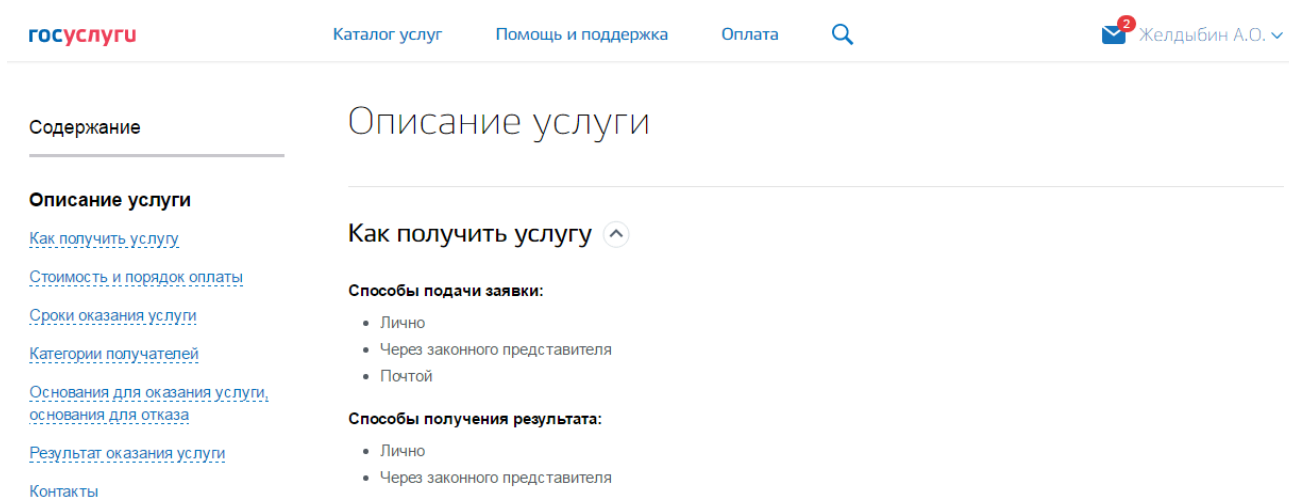 госуслуги
Каталог услуг
Помощь и поддержка
Оплата
2
Желдыбин А.О.
Содержание
Описание услуги
Как получить услугу
Стоимость и порядок оплаты
Сроки оказания услуги
Категории получателей
Основания для оказания услуги,
основания для отказа
Результат оказания услуги
Контакты
Описание услуги
Как получить услугу
Способы подачи заявки:
Лично
Через законного представителя
Почтой
Способы получения результата:
Лично
Через законного представителя